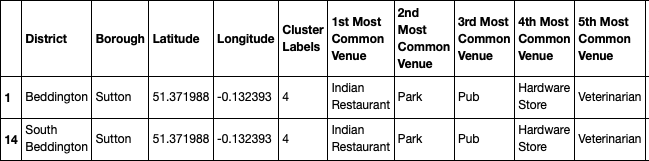 District Borough Latitude Longitude Cluster Labels 1st Most Common Venue 2nd Most Common Venue 3rd Most Common Venue 4th Most Common Venue 5th Most Common Venue
1 Beddington Sutton 51.371988 -0.132393 4 Indian Restaurant Park Pub Hardware Store Veterinarian
14 South Beddington Sutton 51.371988 -0.132393 4 Indian Restaurant Park Pub Hardware Store Veterinarian